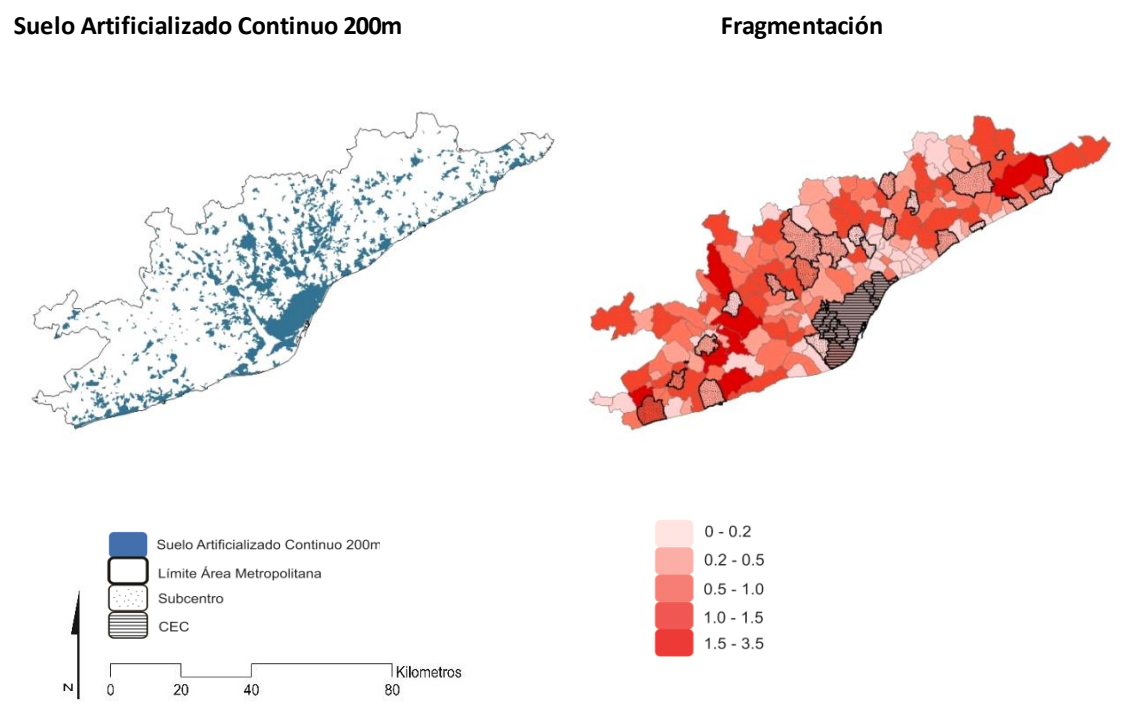 Suelo Artificializado Continuo 200m
Fragmentación
Suelo Artificializado Continuo 200m
Límite Área Metropolitana
Subcentro
CEC
N
0 20 40 80
Kilometros
0 - 0.2
0.2 - 0.5
0.5 - 1.0
1.0 - 1.5
1.5 - 3.5